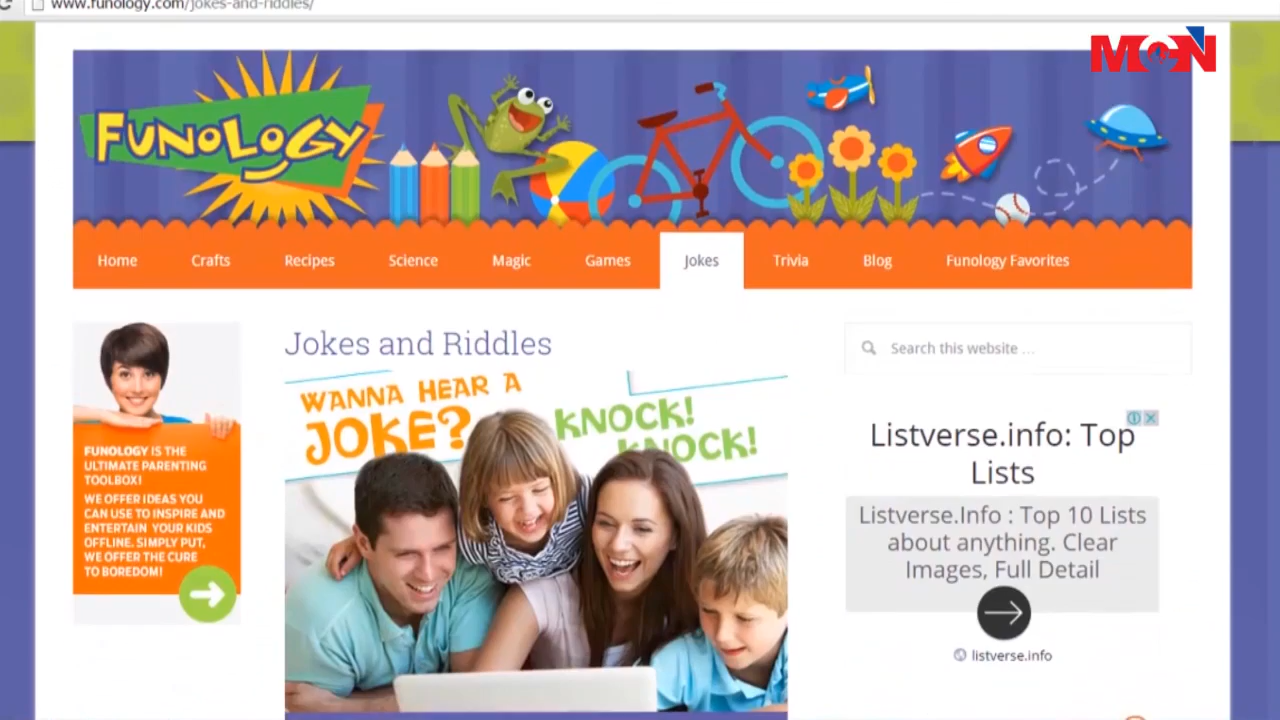 www.funology.com/jokes-and-riddles/
MGN
FUNOLOGY
Home Crafts Recipes Science Magic Games Jokes Trivia Blog Funology Favorites
FUNOLOGY IS THE
ULTIMATE PARENTING
TOOLBOX!
WE OFFER IDEAS YOU
CAN USE TO INSPIRE AND
ENTERTAIN YOUR KIDS
OFFLINE. SIMPLY PUT,
WE OFFER THE CURE
TO BOREDOM!
Jokes and Riddles
WANNA HEAR A
JOKE?
KNOCK!
KNOCK!
Search this website ...
Listverse.info: Top
Lists
Listverse.Info : Top 10 Lists
about anything. Clear
Images, Full Detail
listverse.info